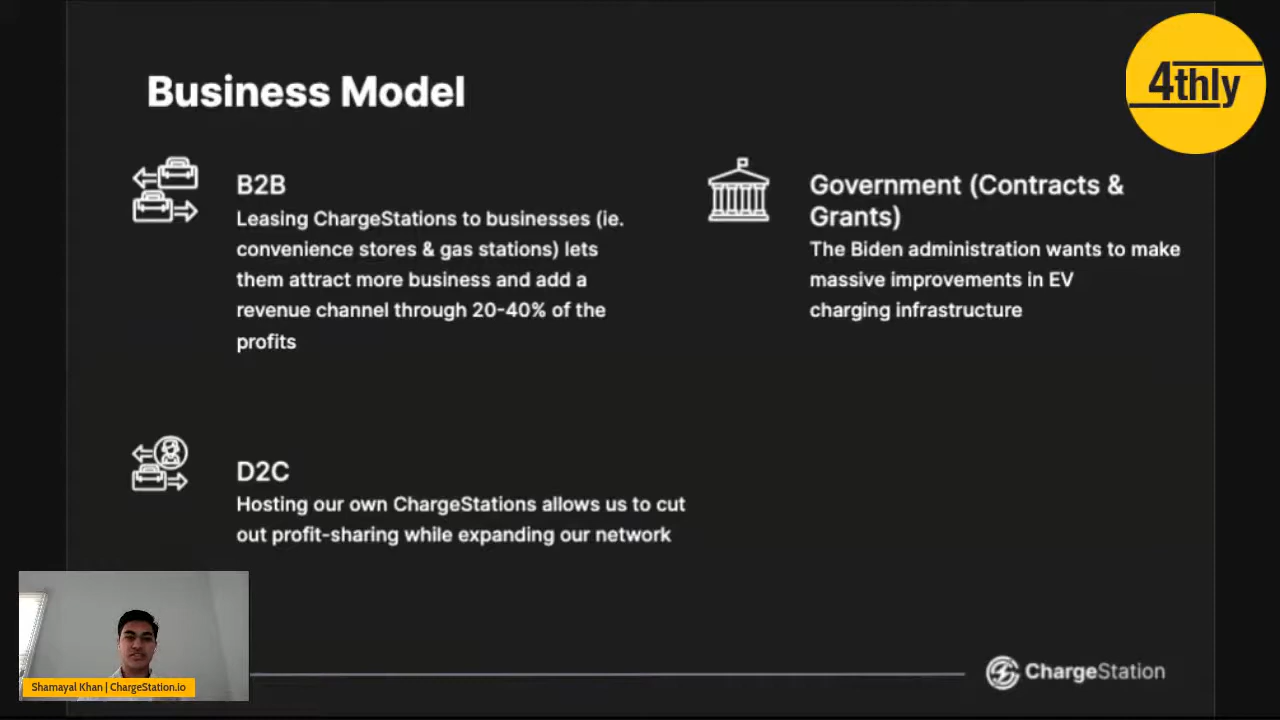 Business Model
4thly
B2B
Leasing ChargeStations to businesses (ie.
convenience stores & gas stations) lets
them attract more business and add a
revenue channel through 20-40% of the
profits
Government (Contracts &
Grants)
The Biden administration wants to make
massive improvements in EV
charging infrastructure
D2C
Hosting our own ChargeStations allows us to cut
out profit-sharing while expanding our network
Shamayal Khan | ChargeStation.io
ChargeStation